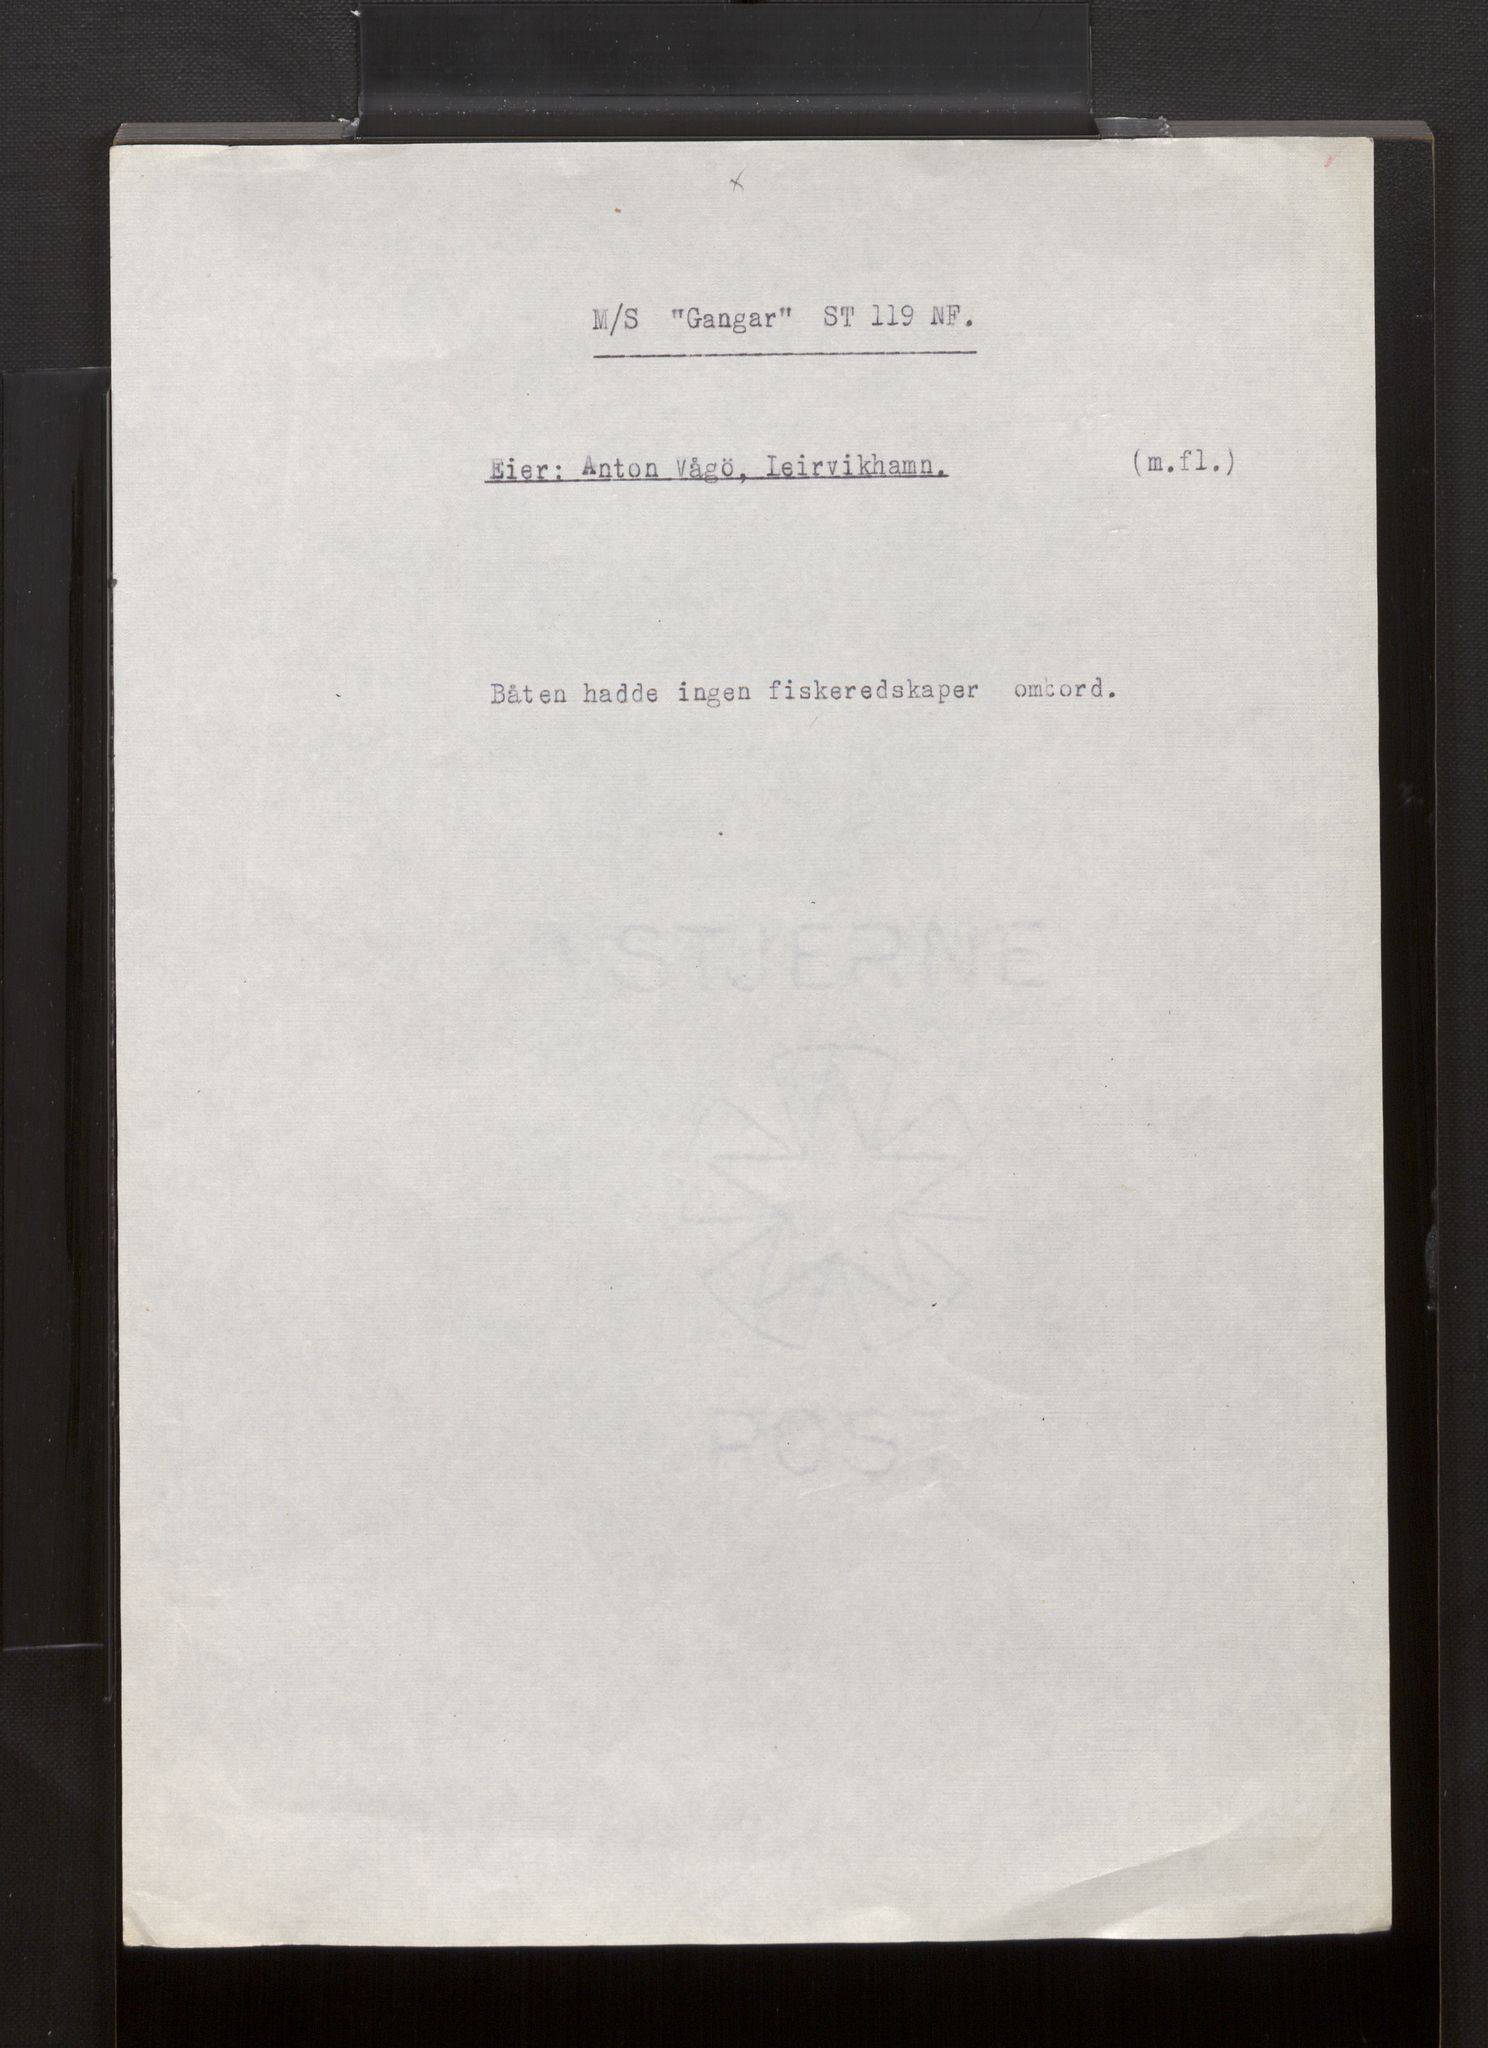 M/S "Gangar" ST 119 NF.
Eier: Anton Vågö, Leirvikhamn. (m.fl.)
Båten hadde ingen fiskeredskaper ombord.
STJERNE
POST